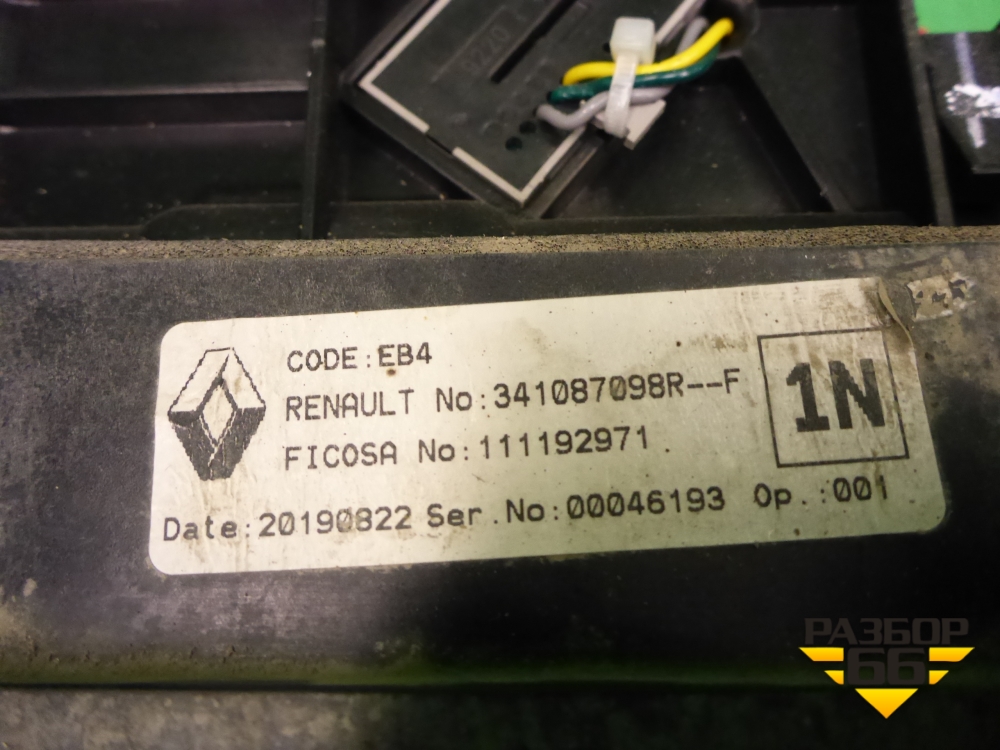 CODE:EB4
RENAULT No:341087098R--F
FICOSA No:111192971.
1N
Date:20190822 Ser.No:00046193 Op.:001
РАЗБОР
66